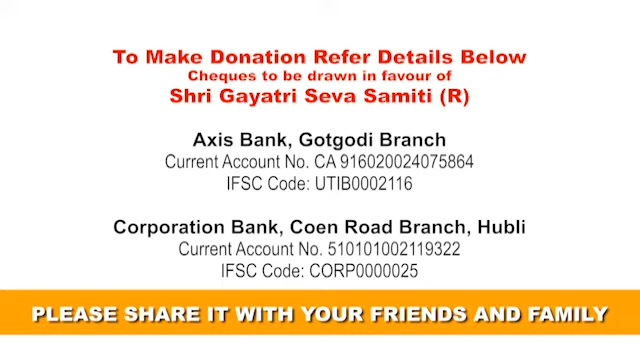 To Make Donation Refer Details Below
Cheques to be drawn in favour of
Shri Gayatri Seva Samiti (R)
Axis Bank, Gotgodi Branch
Current Account No. CA 916020024075864
IFSC Code: UTIB0002116
Corporation Bank, Coen Road Branch, Hubli
Current Account No. 510101002119322
IFSC Code: CORP0000025
PLEASE SHARE IT WITH YOUR FRIENDS AND FAMILY